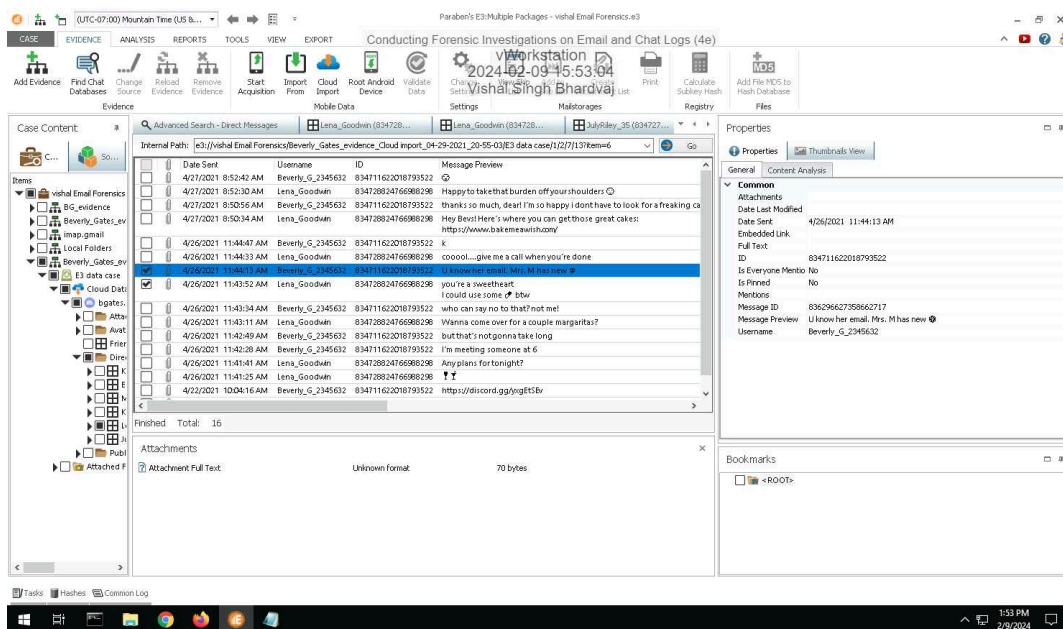 (UTC-07:00) Mountain Time (US &...
Paraben's E3:Multiple Packages - vishal Email Forensics.e3
CASE EVIDENCE ANALYSIS REPORTS TOOLS VIEW EXPORT
Conducting Forensic Investigations on Email and Chat Logs (4e)
vWorkstation
2024-02-09 15:53:04
Vishal Singh Bhardvaj
Add Evidence
Find Chat Databases
Change Source
Reload Evidence
Remove Evidence
Start Acquisition
Import From
Cloud Import
Root Android Device
Validate Data
Print
Calculate Subkey Hash
Add File MD5 to Hash Database
Evidence
Mobile Data
Settings
Mailstorages
Registry
Files
Case Content
C...
So...
Items
vishal Email Forensics
BG_evidence
Beverly_Gates_ev
imap.gmail
Local Folders
Beverly_Gates_ev
E3 data case
Cloud Dat
bgates.
Atta
Avat
Frier
Direc
K
E
M
K
L
J
Publ
Attached F
Advanced Search - Direct Messages
Lena_Goodwin (834728...
Lena_Goodwin (834728...
JulyRiley_35 (834727...
Internal Path: e3://vishal Email Forensics/Beverly_Gates_evidence_Cloud import_04-29-2021_20-55-03/E3 data case/1/2/7/13?item=6
Go
Date Sent Username ID Message Preview
4/27/2021 8:52:42 AM Beverly_G_2345632 834711622018793522 ☺
4/27/2021 8:52:30 AM Lena_Goodwin 834728824766988298 Happy to take that burden off your shoulders ☺
4/27/2021 8:50:56 AM Beverly_G_2345632 834711622018793522 thanks so much, dear! I'm so happy i dont have to look for a freaking ca
4/27/2021 8:50:34 AM Lena_Goodwin 834728824766988298 Hey Bevs! Here's where you can get those great cakes:
https://www.bakemeawish.com/
4/26/2021 11:44:47 AM Beverly_G_2345632 834711622018793522 k
4/26/2021 11:44:33 AM Lena_Goodwin 834728824766988298 cooool....give me a call when you're done
4/26/2021 11:44:13 AM Beverly_G_2345632 834711622018793522 U know her email. Mrs. M has new
4/26/2021 11:43:52 AM Lena_Goodwin 834728824766988298 you're a sweetheart
I could use some btw
4/26/2021 11:43:34 AM Beverly_G_2345632 834711622018793522 who can say no to that? not me!
4/26/2021 11:43:11 AM Lena_Goodwin 834728824766988298 Wanna come over for a couple margaritas?
4/26/2021 11:42:49 AM Beverly_G_2345632 834711622018793522 but that's not gonna take long
4/26/2021 11:42:28 AM Beverly_G_2345632 834711622018793522 I'm meeting someone at 6
4/26/2021 11:41:41 AM Lena_Goodwin 834728824766988298 Any plans for tonight?
4/26/2021 11:41:25 AM Lena_Goodwin 834728824766988298
4/22/2021 10:04:16 AM Beverly_G_2345632 834711622018793522 https://discord.gg/yxgEtSEv
Finished Total: 16
Attachments
Attachment Full Text Unknown format 70 bytes
Properties
Properties
Thumbnails View
General
Content Analysis
Common
Attachments
Date Last Modified
Date Sent 4/26/2021 11:44:13 AM
Embedded Link
Full Text
ID 834711622018793522
Is Everyone Mentio No
Is Pinned No
Mentions
Message ID 836296627358662717
Message Preview U know her email. Mrs. M has new
Username Beverly_G_2345632
Bookmarks
<ROOT>
Tasks Hashes Common Log
1:53 PM
2/9/2024